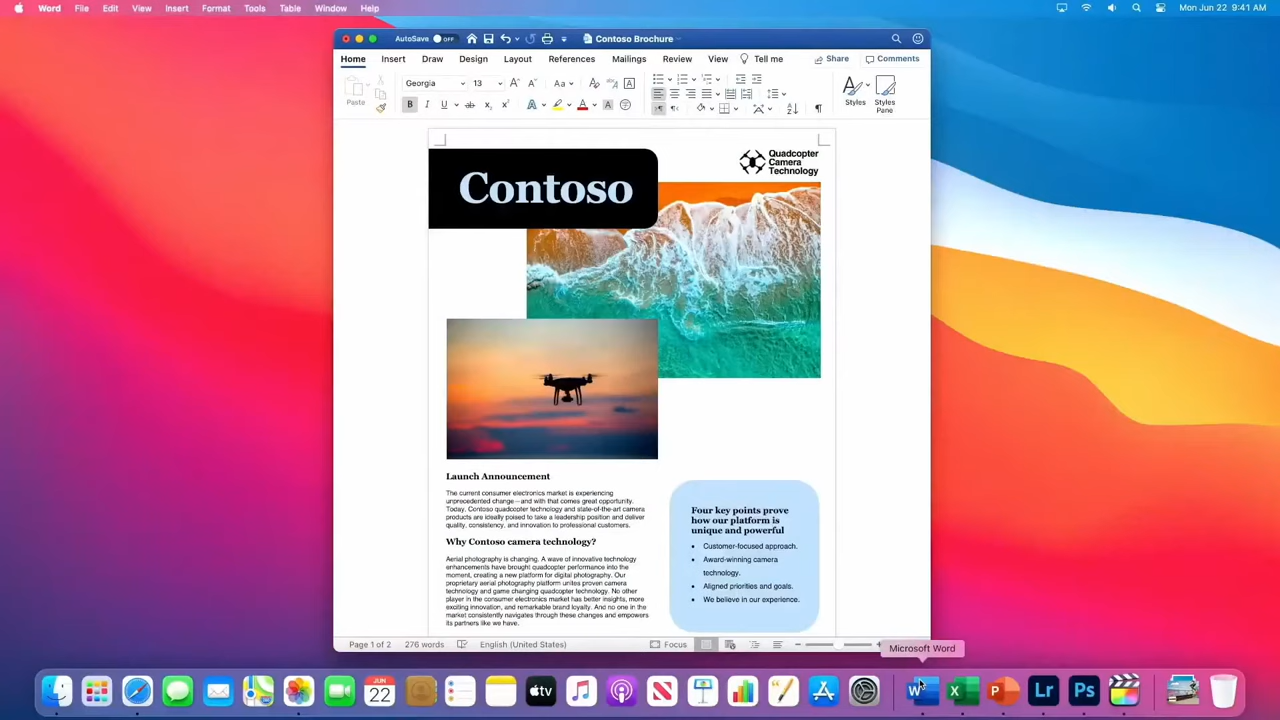 Word File Edit View Insert Format Tools Table Window Help
Mon Jun 22 9:41 AM
AutoSave OFF
Contoso Brochure
Home Insert Draw Design Layout References Mailings Review View Tell me
Share Comments
Paste
Georgia 13
Styles
Styles
Pane
Contoso
Quadcopter
Camera
Technology
Launch Announcement
The current consumer electronics market is experiencing
unprecedented change—and with that comes great opportunity.
Today, Contoso quadcopter technology and state-of-the-art camera
products are ideally poised to take a leadership position and deliver
quality, consistency, and innovation to professional customers.
Why Contoso camera technology?
Aerial photography is changing. A wave of innovative technology
enhancements have brought quadcopter performance into the
moment, creating a new platform for digital photography. Our
proprietary aerial photography platform unites proven camera
technology and game changing quadcopter technology. No other
player in the consumer electronics market has better insights, more
exciting innovation, and remarkable brand loyalty. And no one in the
market consistently navigates through these changes and empowers
its partners like we have.
Four key points prove
how our platform is
unique and powerful
• Customer-focused approach.
• Award-winning camera
technology.
• Aligned priorities and goals.
• We believe in our experience.
Page 1 of 2 276 words English (United States)
Focus
Microsoft Word
JUN
22
tv
W
X
P
Lr
Ps